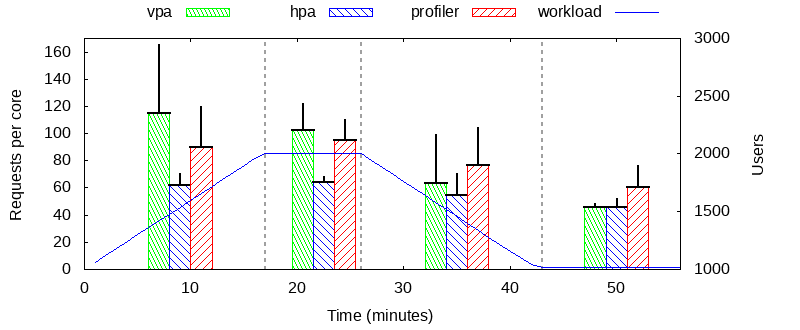 vpa hpa profiler workload
160 3000
140
120 2500
100
80 2000
60
40 1500
20
0 1000
0 10 20 30 40 50
Requests per core
Users
Time (minutes)